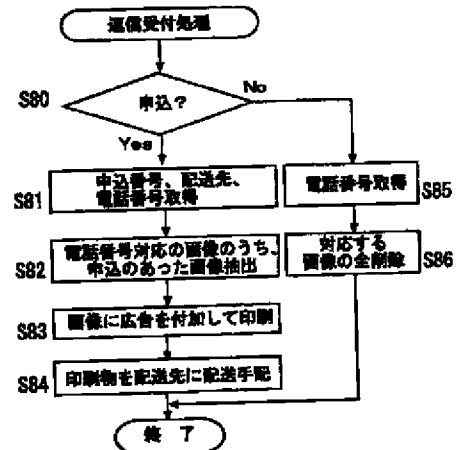 返信受付処理
S80
申込？
No
Yes
S81
申込番号、配送先、
電話番号取得
電話番号取得
S85
S82
電話番号対応の画像のうち、
申込のあった画像抽出
対応する
画像の全削除
S86
S83
画像に広告を付加して印刷
S84
印刷物を配送先に配送手配
終了